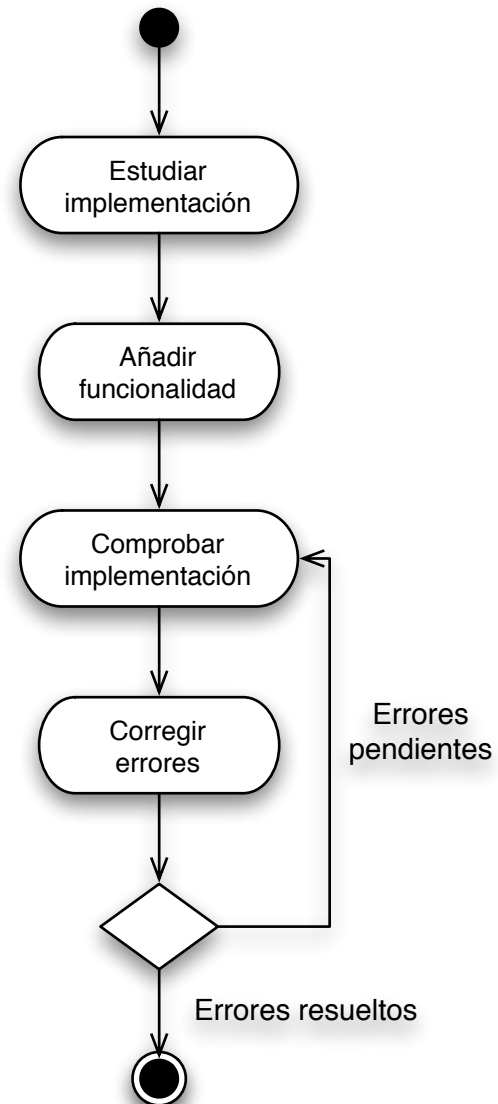 Estudiar
implementación
Añadir
funcionalidad
Comprobar
implementación
Corregir
errores
Errores
pendientes
Errores resueltos